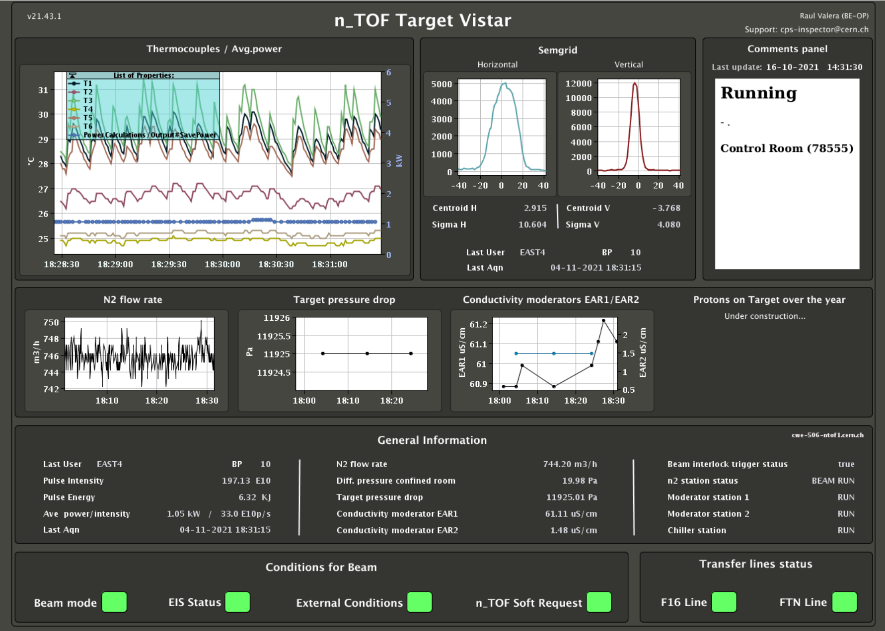 v21.43.1
n_TOF Target Vistar
Raul Valera (BE-OP)
Support: cps-inspector@cern.ch
Thermocouples / Avg.power
List of Properties:
T1
T2
T3
T4
T5
T6
PowerCalculations / Output#SavePower
31
30
29
28
27
26
25
°C
6
5
4
3
2
1
0
kW
18:28:30 18:29:00 18:29:30 18:30:00 18:30:30 18:31:00
Semgrid
Horizontal
Vertical
5000
4000
3000
2000
1000
0
-40 -20 0 20 40
12000
10000
8000
6000
4000
2000
0
-40 -20 0 20 40
Centroid H 2.915 Centroid V -3.768
Sigma H 10.604 Sigma V 4.080
Last User EAST4 BP 10
Last Aqn 04-11-2021 18:31:15
Comments panel
Last update: 16-10-2021 14:31:30
Running
- .
Control Room (78555)
N2 flow rate
750
748
746
744
742
m3/h
18:10 18:20 18:30
Target pressure drop
11926
11925.5
11925
11924.5
Pa
18:00 18:10 18:20
Conductivity moderators EAR1/EAR2
61.2
61.1
61
60.9
EAR1 uS/cm
2
1.5
1
0.5
EAR2 uS/cm
18:00 18:10 18:20 18:30
Protons on Target over the year
Under construction...
General Information
cwe-506-ntof1.cern.ch
Last User EAST4 BP 10
Pulse Intensity 197.13 E10
Pulse Energy 6.32 KJ
Ave power/intensity 1.05 kW / 33.0 E10p/s
Last Aqn 04-11-2021 18:31:15
N2 flow rate 744.20 m3/h
Diff. pressure confined room 19.98 Pa
Target pressure drop 11925.01 Pa
Conductivity moderator EAR1 61.11 uS/cm
Conductivity moderator EAR2 1.48 uS/cm
Beam interlock trigger status true
n2 station status BEAM RUN
Moderator station 1 RUN
Moderator station 2 RUN
Chiller station RUN
Conditions for Beam
Beam mode
EIS Status
External Conditions
n_TOF Soft Request
Transfer lines status
F16 Line
FTN Line